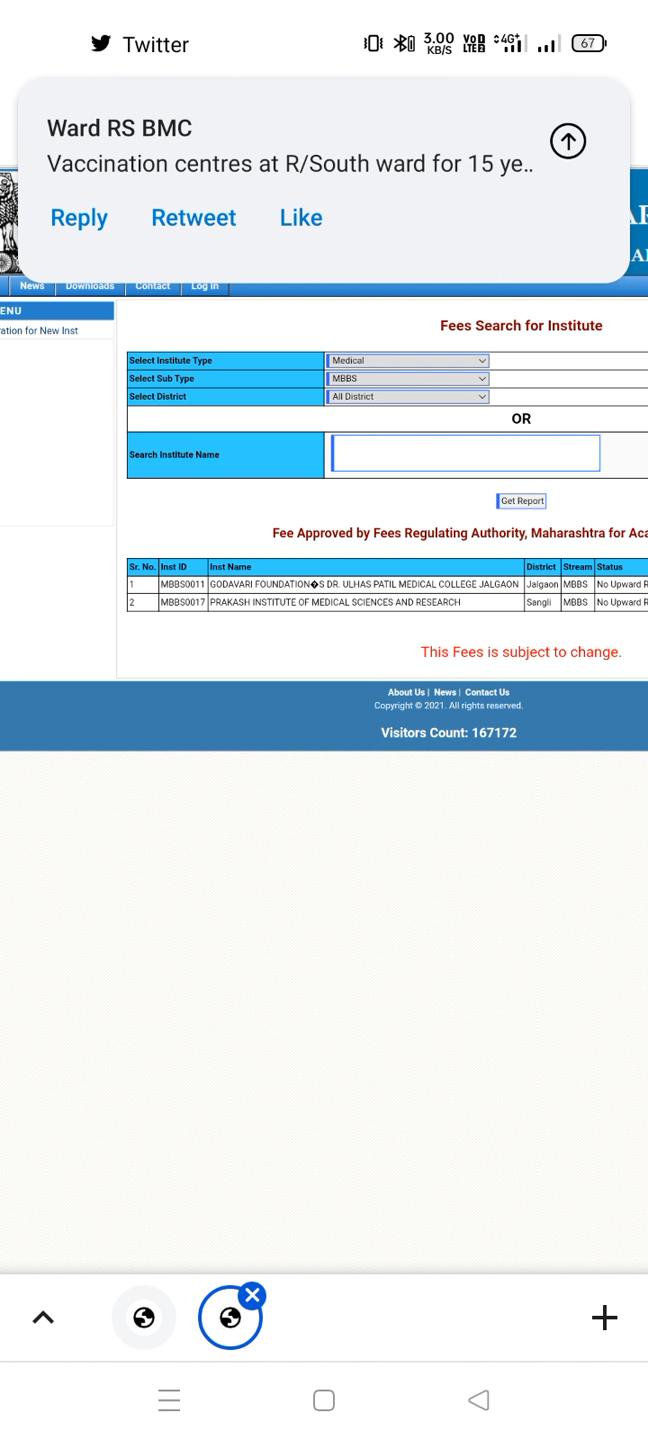 Twitter
3.00 KB/S
VoD LTE2
4G+
67
Ward RS BMC
Vaccination centres at R/South ward for 15 ye..
Reply Retweet Like
News Downloads Contact Log In
ENU
ration for New Inst
Fees Search for Institute
Select Institute Type Medical
Select Sub Type MBBS
Select District All District
OR
Search Institute Name
Get Report
Fee Approved by Fees Regulating Authority, Maharashtra for Aca
Sr. No. Inst ID Inst Name District Stream Status
1 MBBS0011 GODAVARI FOUNDATION�S DR. ULHAS PATIL MEDICAL COLLEGE JALGAON Jalgaon MBBS No Upward R
2 MBBS0017 PRAKASH INSTITUTE OF MEDICAL SCIENCES AND RESEARCH Sangli MBBS No Upward R
This Fees is subject to change.
About Us | News | Contact Us
Copyright © 2021. All rights reserved.
Visitors Count: 167172